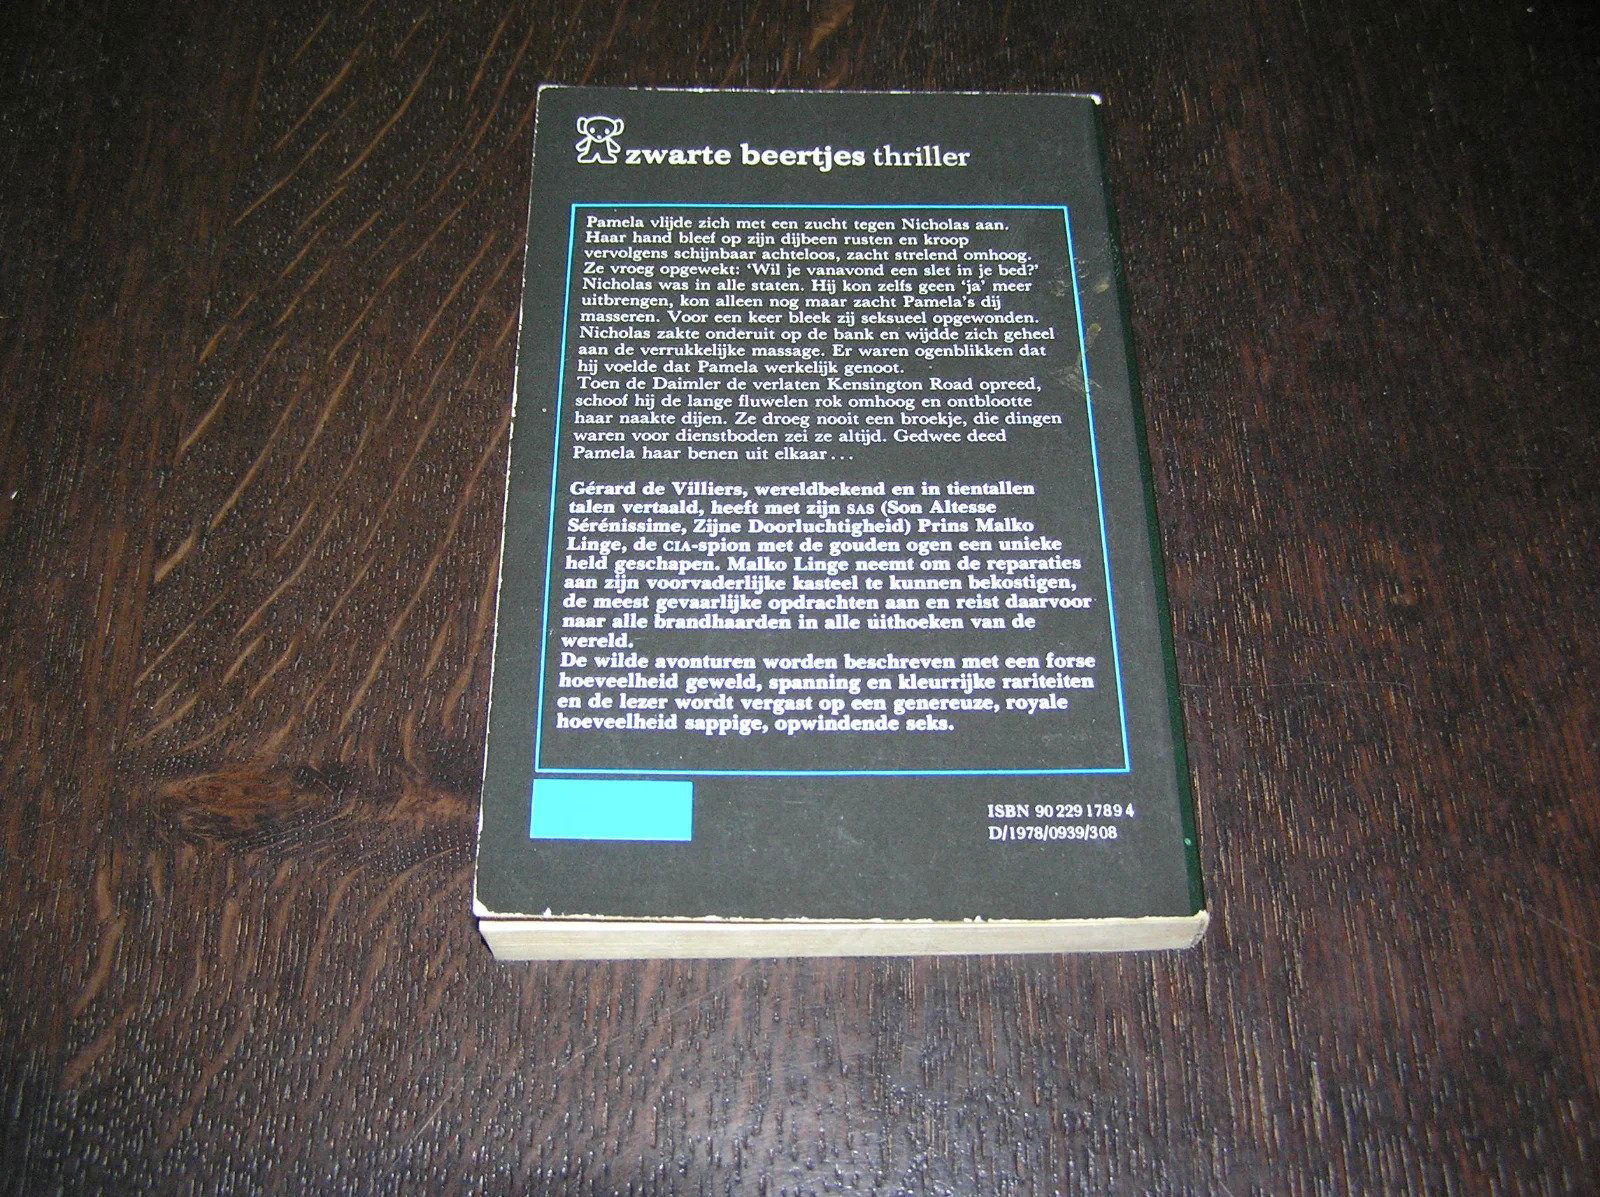 zwarte beertjes thriller
Pamela vlijde zich met een zucht tegen Nicholas aan.
Haar hand bleef op zijn dijbeen rusten en kroop
vervolgens schijnbaar achteloos, zacht strelend omhoog.
Ze vroeg opgewekt: ‘Wil je vanavond een slet in je bed?’
Nicholas was in alle staten. Hij kon zelfs geen ‘ja’ meer
uitbrengen, kon alleen nog maar zacht Pamela's dij
masseren. Voor een keer bleek zij seksueel opgewonden.
Nicholas zakte onderuit op de bank en wijdde zich geheel
aan de verrukkelijke massage. Er waren ogenblikken dat
hij voelde dat Pamela werkelijk genoot.
Toen de Daimler de verlaten Kensington Road opreed,
schoof hij de lange fluwelen rok omhoog en ontblootte
haar naakte dijen. Ze droeg nooit een broekje, die dingen
waren voor dienstboden zei ze altijd. Gedwee deed
Pamela haar benen uit elkaar...
Gérard de Villiers, wereldbekend en in tientallen
talen vertaald, heeft met zijn SAS (Son Altesse
Sérénissime, Zijne Doorluchtigheid) Prins Malko
Linge, de CIA-spion met de gouden ogen een unieke
held geschapen. Malko Linge neemt om de reparaties
aan zijn voorvaderlijke kasteel te kunnen bekostigen,
de meest gevaarlijke opdrachten aan en reist daarvoor
naar alle brandhaarden in alle uithoeken van de
wereld.
De wilde avonturen worden beschreven met een forse
hoeveelheid geweld, spanning en kleurrijke rariteiten
en de lezer wordt vergast op een genereuze, royale
hoeveelheid sappige, opwindende seks.
ISBN 90 229 1789 4
D/1978/0939/308